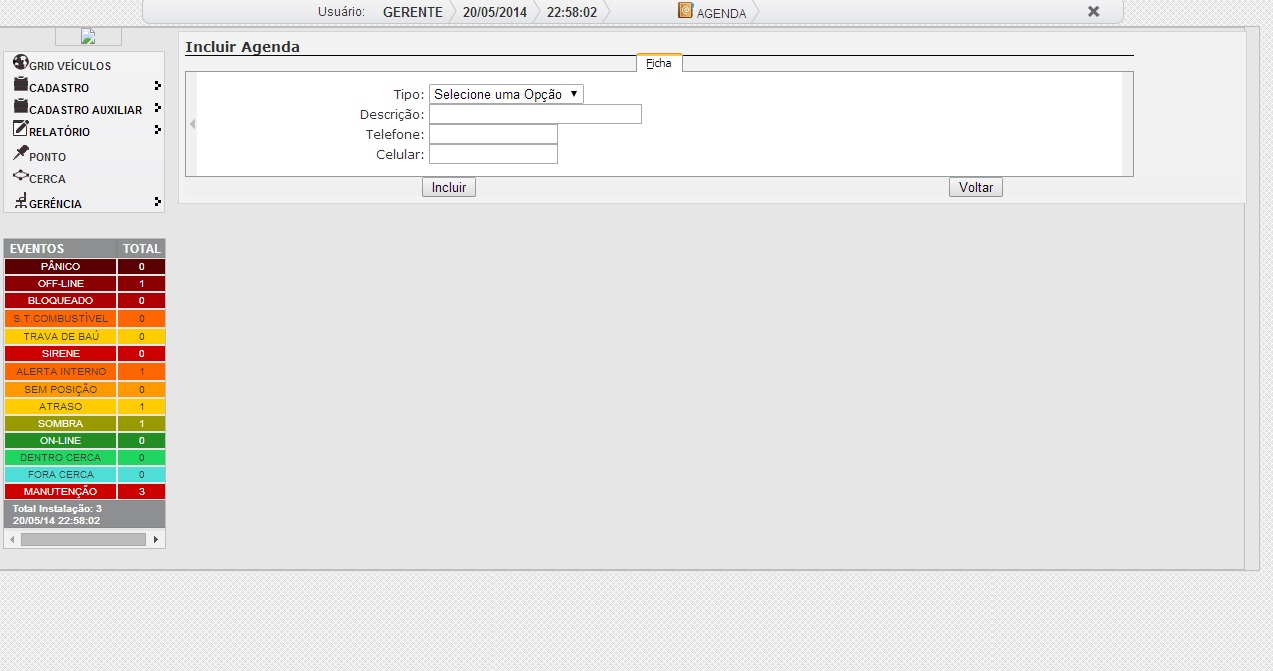 Usuário: GERENTE 20/05/2014 22:58:02 AGENDA
Incluir Agenda
Ficha
GRID VEÍCULOS
CADASTRO
CADASTRO AUXILIAR
RELATÓRIO
PONTO
CERCA
GERÊNCIA
Tipo: Selecione uma Opção
Descrição:
Telefone:
Celular:
Incluir Voltar
EVENTOS TOTAL
PÂNICO 0
OFF-LINE 1
BLOQUEADO 0
S.T.COMBUSTÍVEL 0
TRAVA DE BAÚ 0
SIRENE 0
ALERTA INTERNO 1
SEM POSIÇÃO 0
ATRASO 1
SOMBRA 1
ON-LINE 0
DENTRO CERCA 0
FORA CERCA 0
MANUTENÇÃO 3
Total Instalação: 3
20/05/14 22:58:02